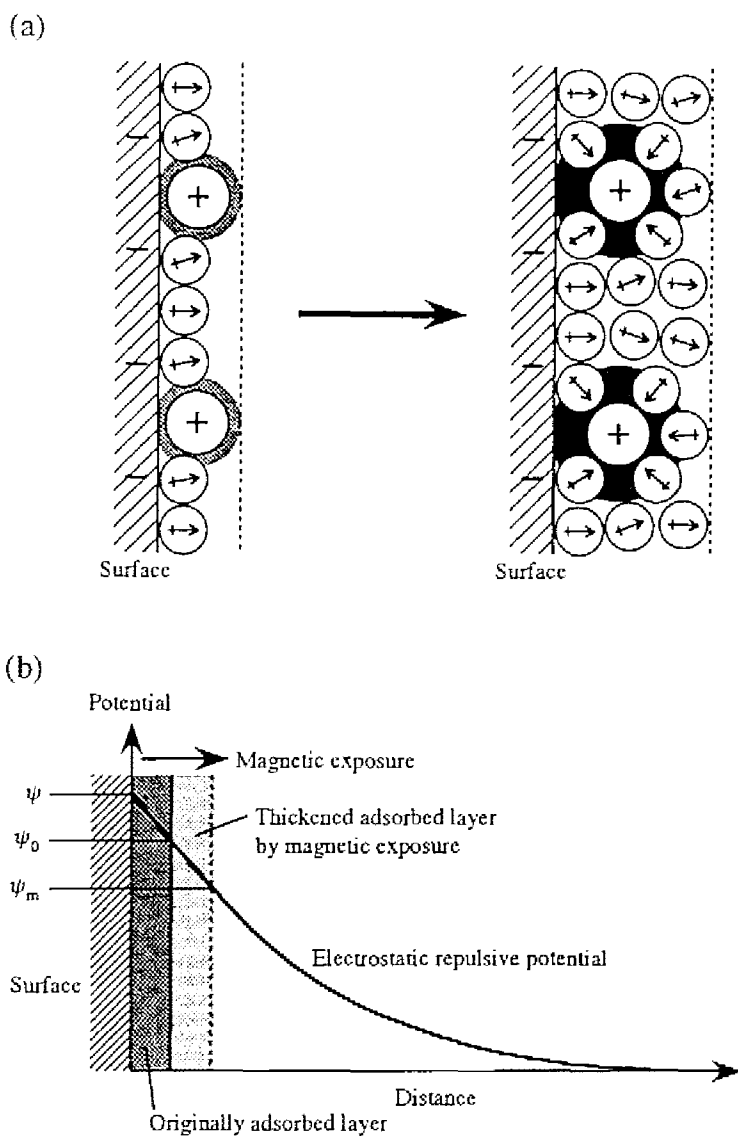 (a)
Surface
Surface
(b)
Potential
Magnetic exposure
ψ
Thickened adsorbed layer
by magnetic exposure
ψ₀
ψₘ
Electrostatic repulsive potential
Surface
Distance
Originally adsorbed layer